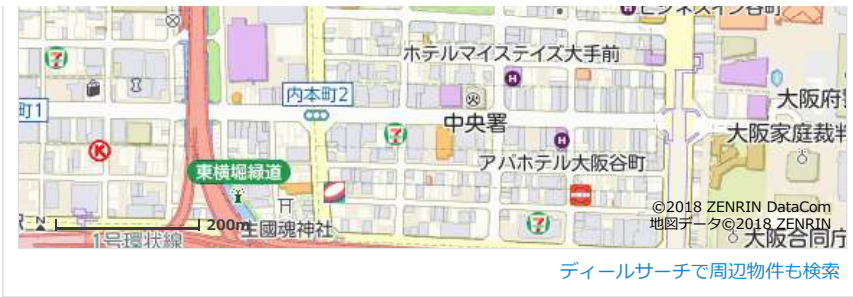 ビジネスイン谷町
ホテルマイステイズ大手前
内本町2
大阪府
町1
中央署
大阪家庭裁判
アパホテル大阪谷町
東横堀緑道
©2018 ZENRIN DataCom
200m
生國魂神社
地図データ©2018 ZENRIN
1号環状線
大阪合同庁
ディールサーチで周辺物件も検索